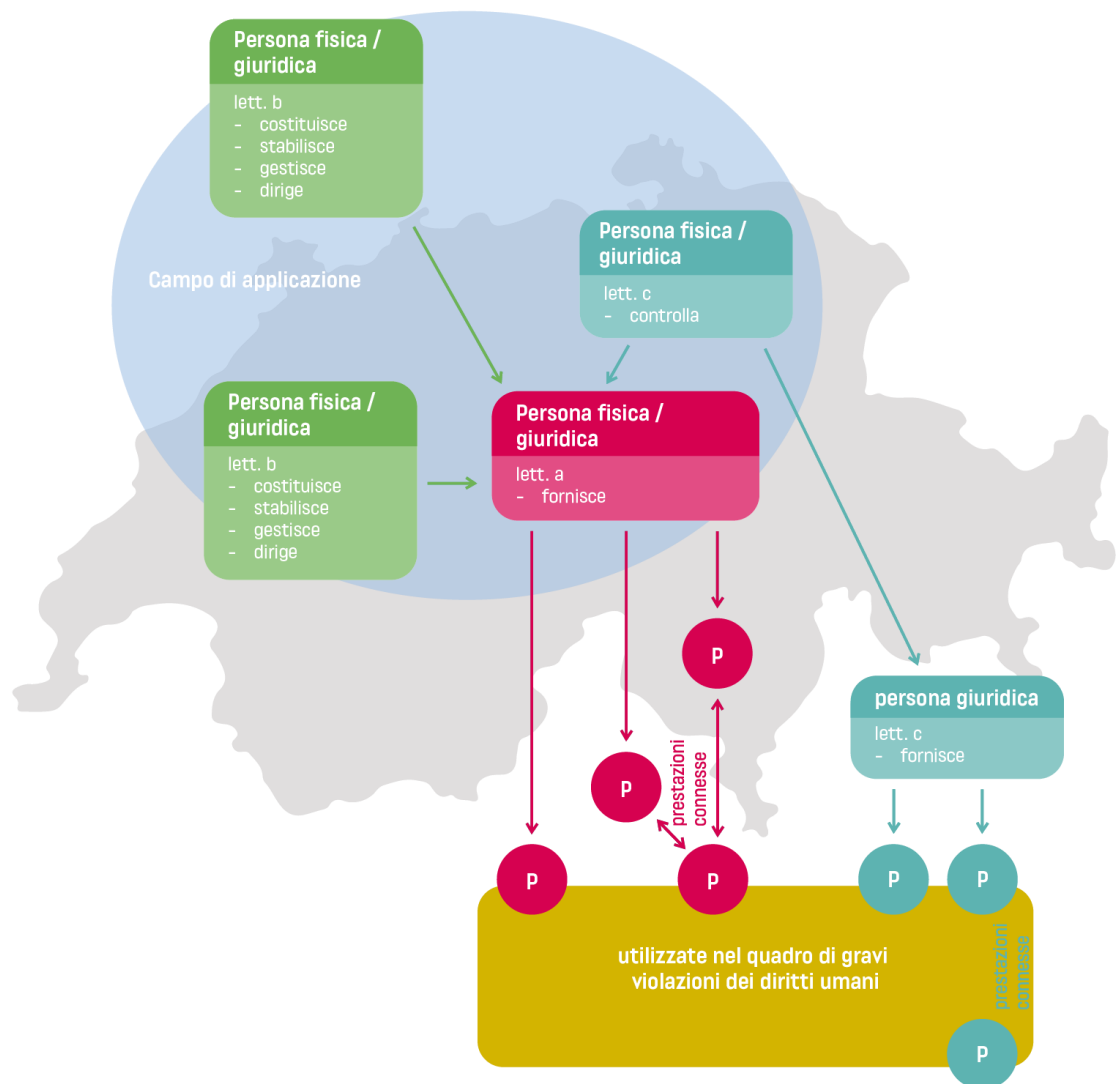 Persona fisica /
giuridica
lett. b
- costituisce
- stabilisce
- gestisce
- dirige
Persona fisica /
giuridica
lett. c
- controlla
Campo di applicazione
Persona fisica /
giuridica
lett. b
- costituisce
- stabilisce
- gestisce
- dirige
Persona fisica /
giuridica
lett. a
- fornisce
P
persona giuridica
lett. c
- fornisce
P
prestazioni
connesse
P
P
P
P
utilizzate nel quadro di gravi
violazioni dei diritti umani
prestazioni
connesse
P